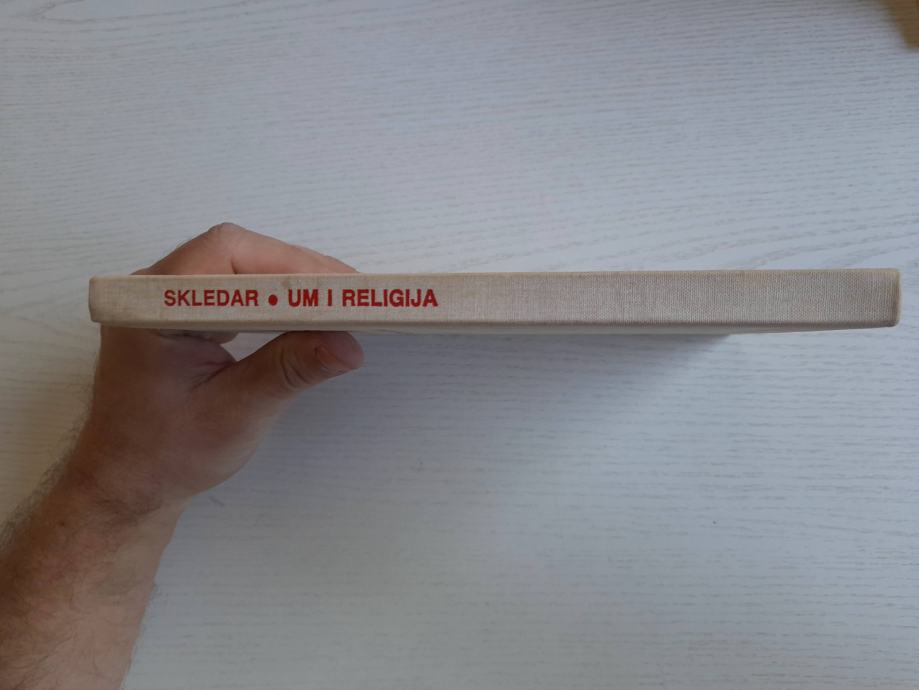 SKLEDAR • UM I RELIGIJA